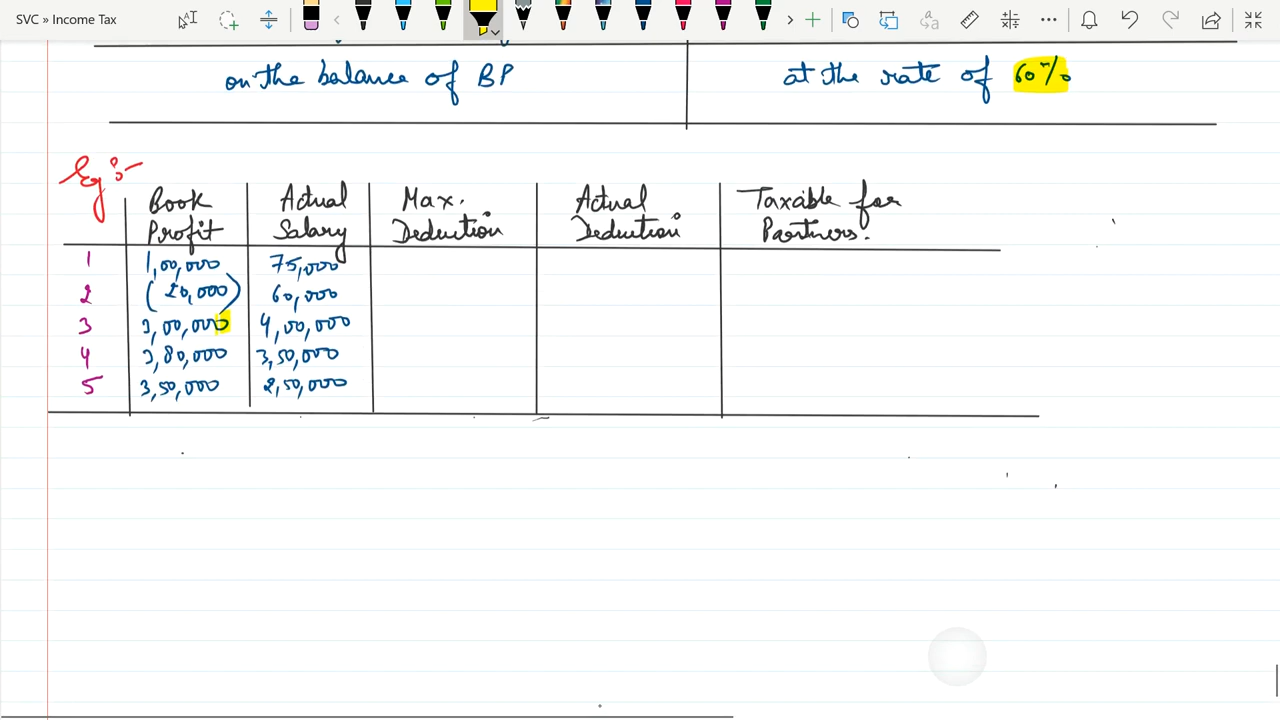 SVC » Income Tax
on the balance of BP
at the rate of 60%
Eg :-
Book Profit
Actual Salary
Max. Deduction
Actual Deduction
Taxable for Partners.
1 1,00,000 75,000
2 (20,000) 60,000
3 3,00,000 4,00,000
4 3,80,000 3,50,000
5 3,50,000 2,50,000